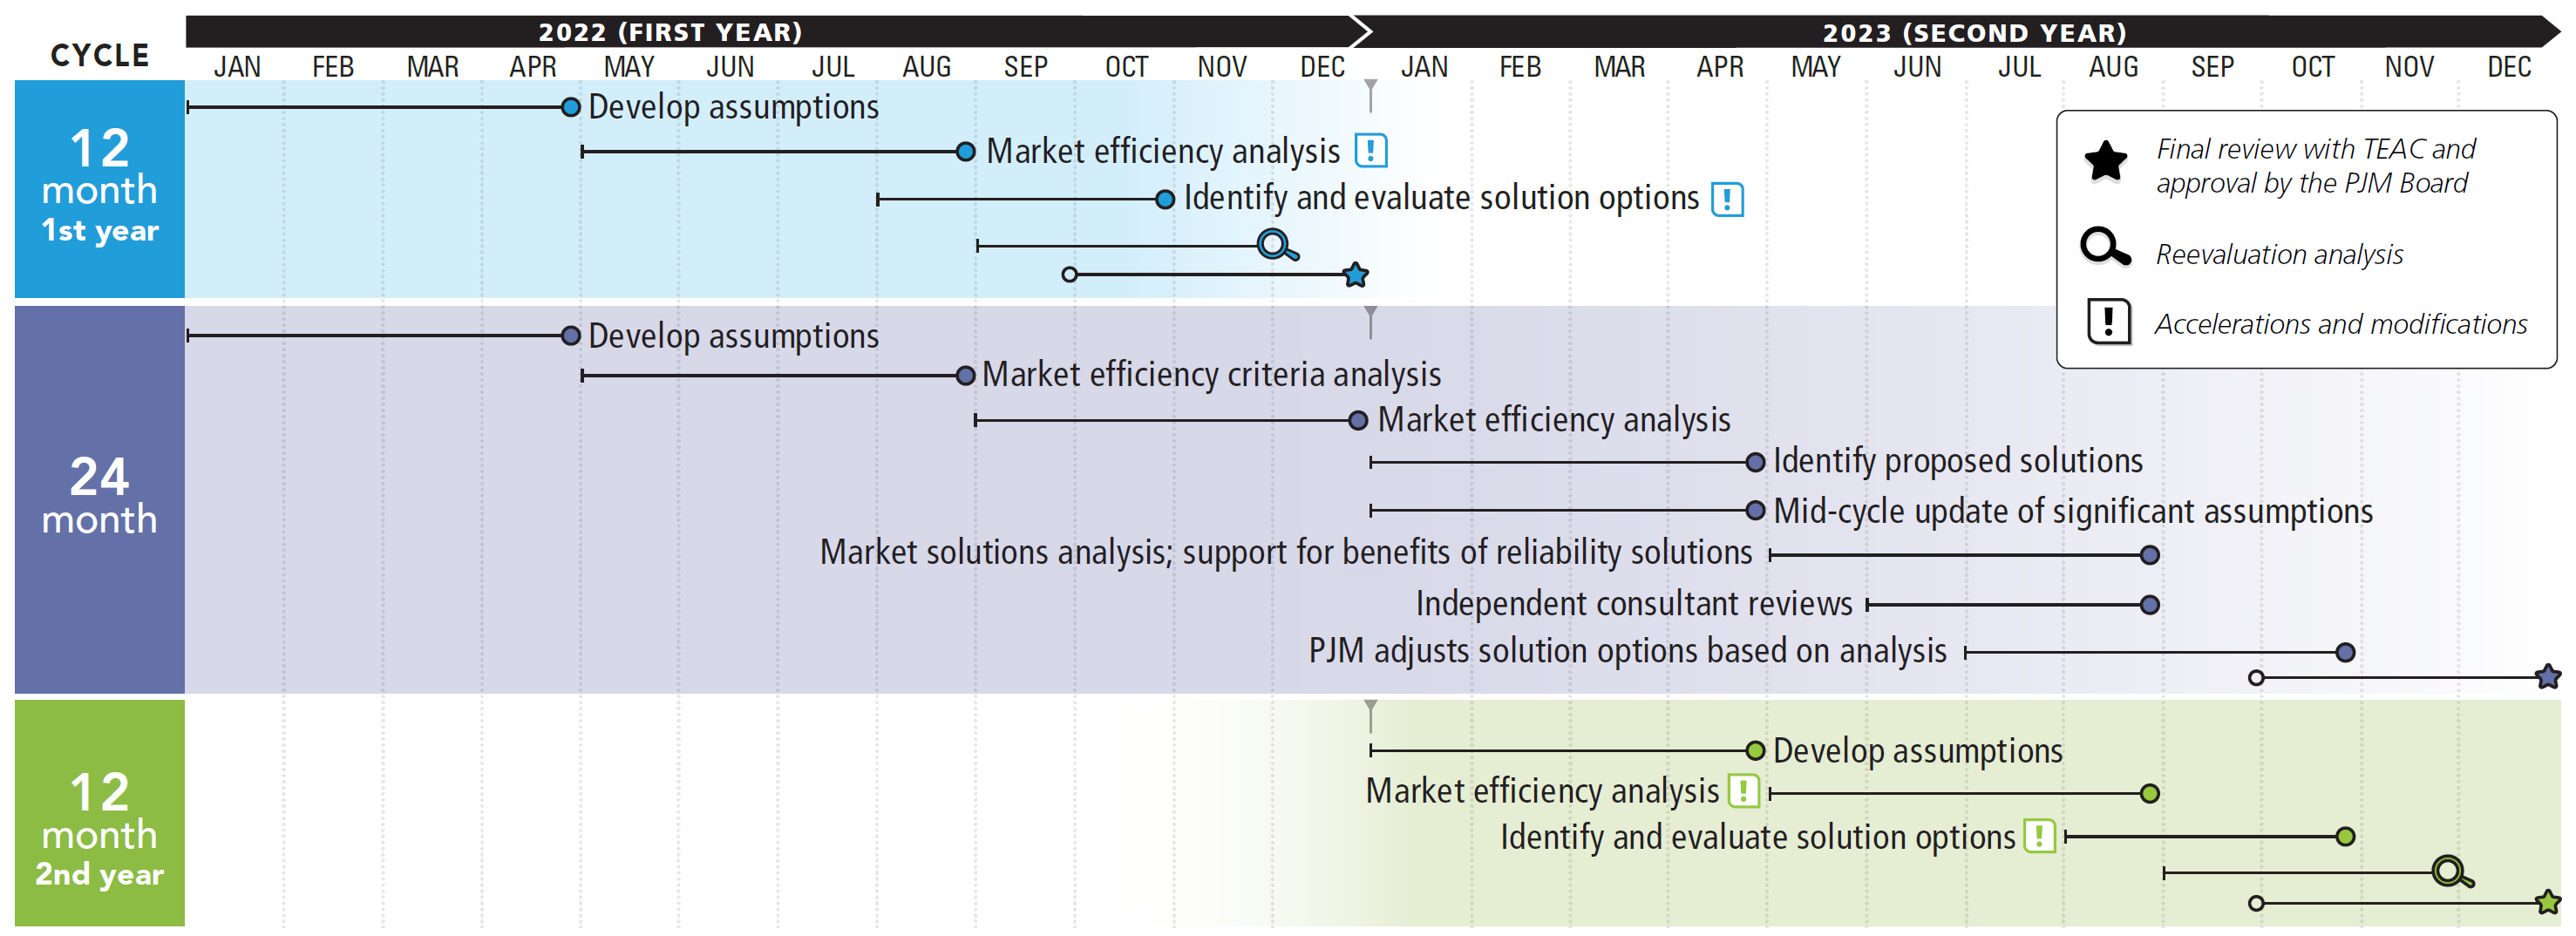 2022 (FIRST YEAR)
2023 (SECOND YEAR)
CYCLE
JAN FEB MAR APR MAY JUN JUL AUG SEP OCT NOV DEC JAN FEB MAR APR MAY JUN JUL AUG SEP OCT NOV DEC
12
month
1st year
Develop assumptions
Market efficiency analysis !
Identify and evaluate solution options !
Final review with TEAC and
approval by the PJM Board
Reevaluation analysis
! Accelerations and modifications
24
month
Develop assumptions
Market efficiency criteria analysis
Market efficiency analysis
Identify proposed solutions
Mid-cycle update of significant assumptions
Market solutions analysis; support for benefits of reliability solutions
Independent consultant reviews
PJM adjusts solution options based on analysis
12
month
2nd year
Develop assumptions
Market efficiency analysis !
Identify and evaluate solution options !